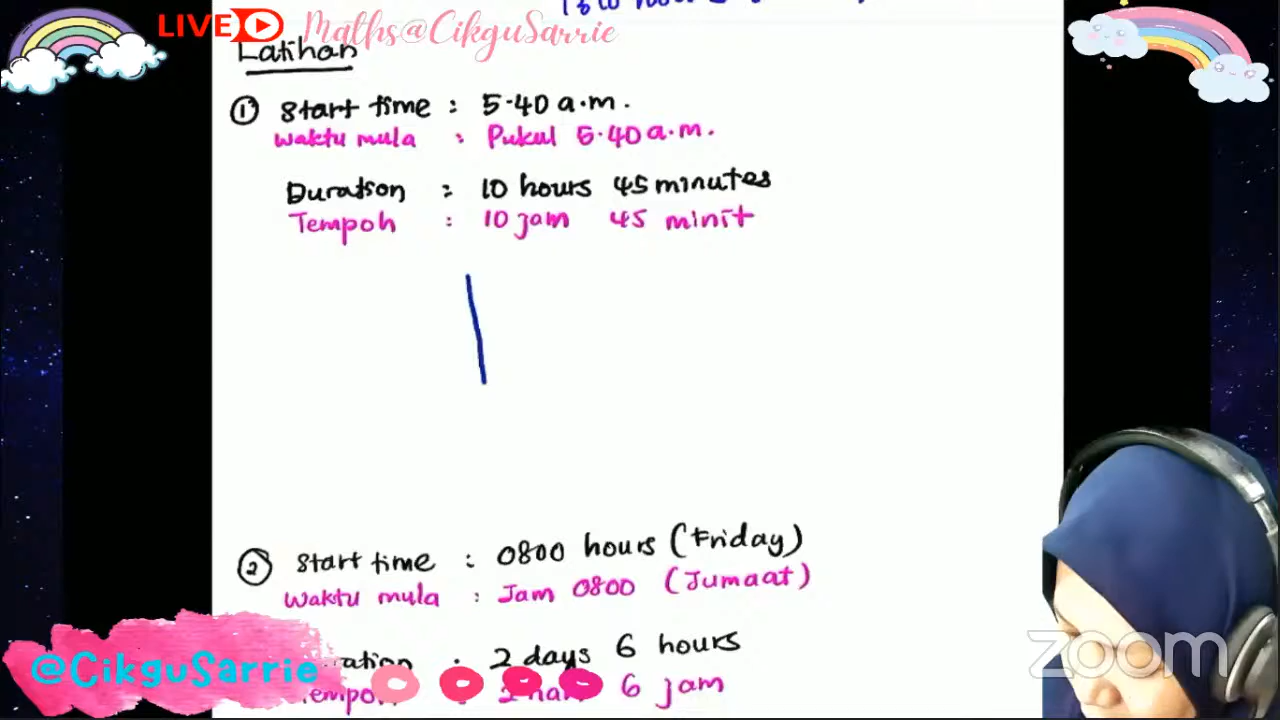 LIVE Maths@CikguSarrie
Latihan
① Start time : 5.40 a.m.
Waktu mula : Pukul 5.40 a.m.
Duration : 10 hours 45 minutes
Tempoh : 10 jam 45 minit
② Start time : 0800 hours (Friday)
Waktu mula : Jam 0800 (Jumaat)
: 2 days 6 hours
6 jam
@CikguSarrie
zoom